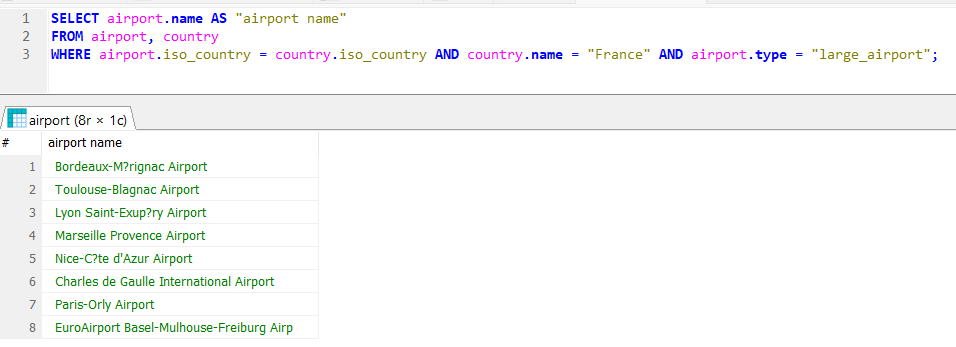 1 SELECT airport.name AS "airport name"
2 FROM airport, country
3 WHERE airport.iso_country = country.iso_country AND country.name = "France" AND airport.type = "large_airport";
airport (8r × 1c)
# airport name
1 Bordeaux-M?rignac Airport
2 Toulouse-Blagnac Airport
3 Lyon Saint-Exup?ry Airport
4 Marseille Provence Airport
5 Nice-C?te d'Azur Airport
6 Charles de Gaulle International Airport
7 Paris-Orly Airport
8 EuroAirport Basel-Mulhouse-Freiburg Airp